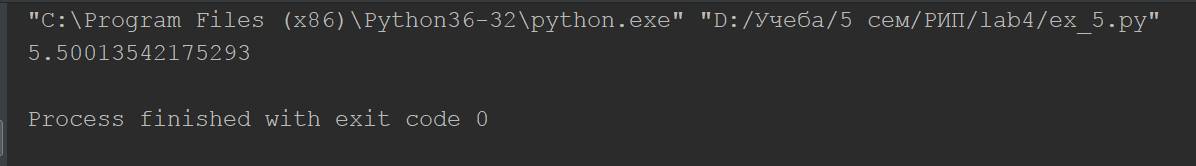 "C:\Program Files (x86)\Python36-32\python.exe" "D:/Учеба/5 сем/РИП/lab4/ex_5.py"
5.50013542175293
Process finished with exit code 0